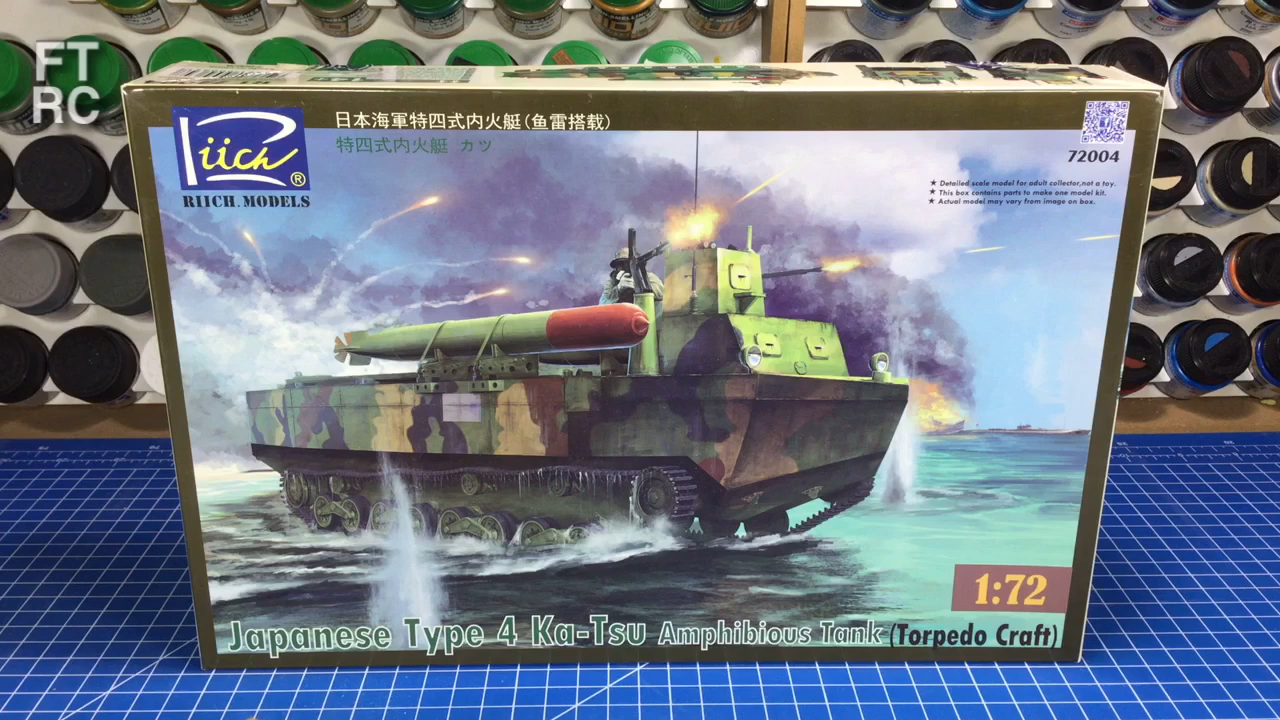 FT
RC
Riich®
RIICH.MODELS
日本海軍特四式内火艇(鱼雷搭載)
特四式内火艇 カツ
72004
★ Detailed scale model for adult collector,not a toy.
★ This box contains parts to make one model kit.
★ Actual model may vary from image on box.
1:72
Japanese Type 4 Ka-Tsu Amphibious Tank (Torpedo Craft)